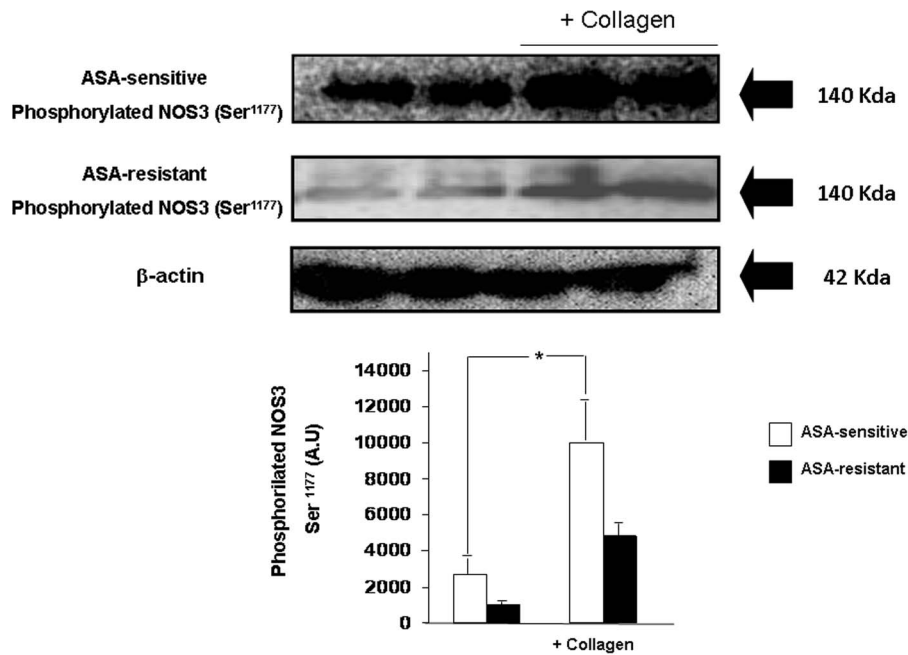 + Collagen
ASA-sensitive
Phosphorylated NOS3 (Ser¹¹⁷⁷)
140 Kda
ASA-resistant
Phosphorylated NOS3 (Ser¹¹⁷⁷)
140 Kda
β-actin
42 Kda
Phosphorilated NOS3
Ser ¹¹⁷⁷ (A.U)
14000
12000
10000
8000
6000
4000
2000
0
*
+ Collagen
ASA-sensitive
ASA-resistant